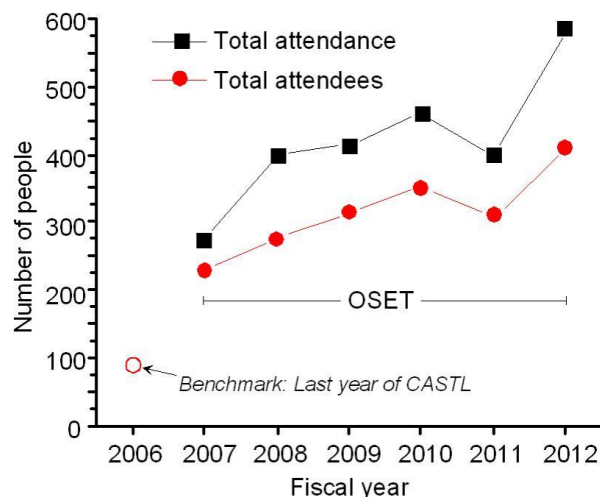 600
500
400
300
200
100
0
Number of people
Total attendance
Total attendees
OSET
Benchmark: Last year of CASTL
2006 2007 2008 2009 2010 2011 2012
Fiscal year